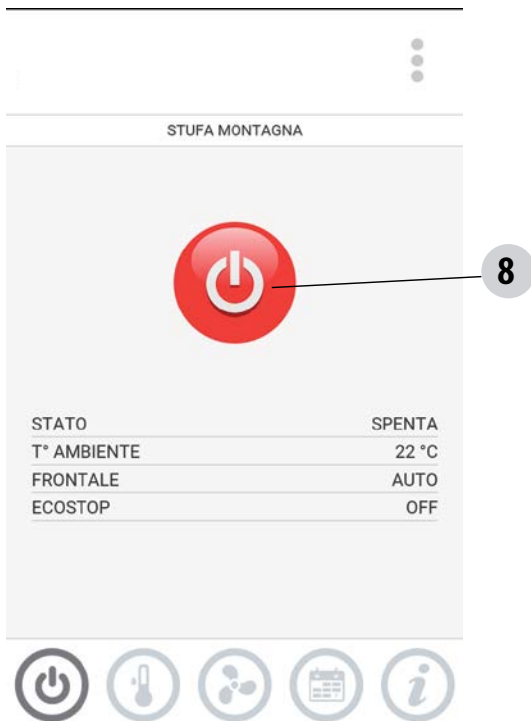 STUFA MONTAGNA
8
STATO SPENTA
T° AMBIENTE 22 °C
FRONTALE AUTO
ECOSTOP OFF
i